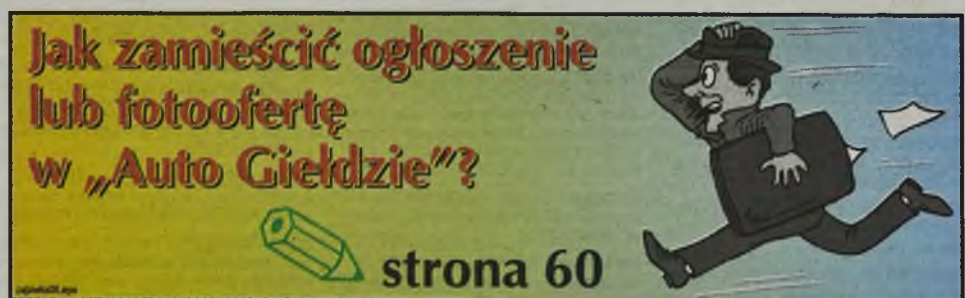 Jak zamieścić ogłoszenie
lub fotoofertę
w „Auto Giełdzie”?
strona 60